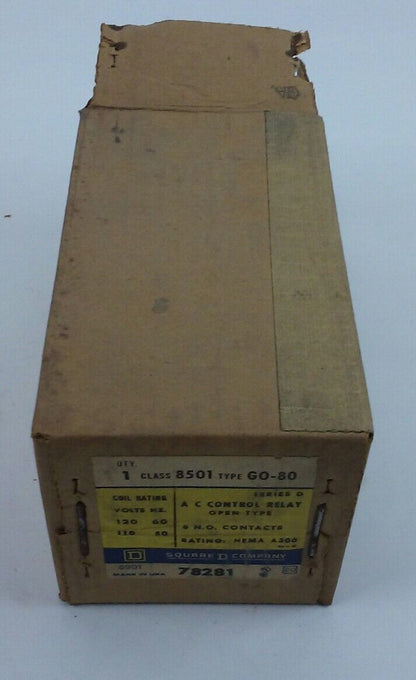 QTY.
1 CLASS 8501 TYPE GO-80
SERIES D
COIL RATING
VOLTS HZ.
120 60
110 50
A C CONTROL RELAY
OPEN TYPE
8 N.O. CONTACTS
RATING: NEMA A300
D SQUARE D COMPANY
8901
MADE IN USA
78281